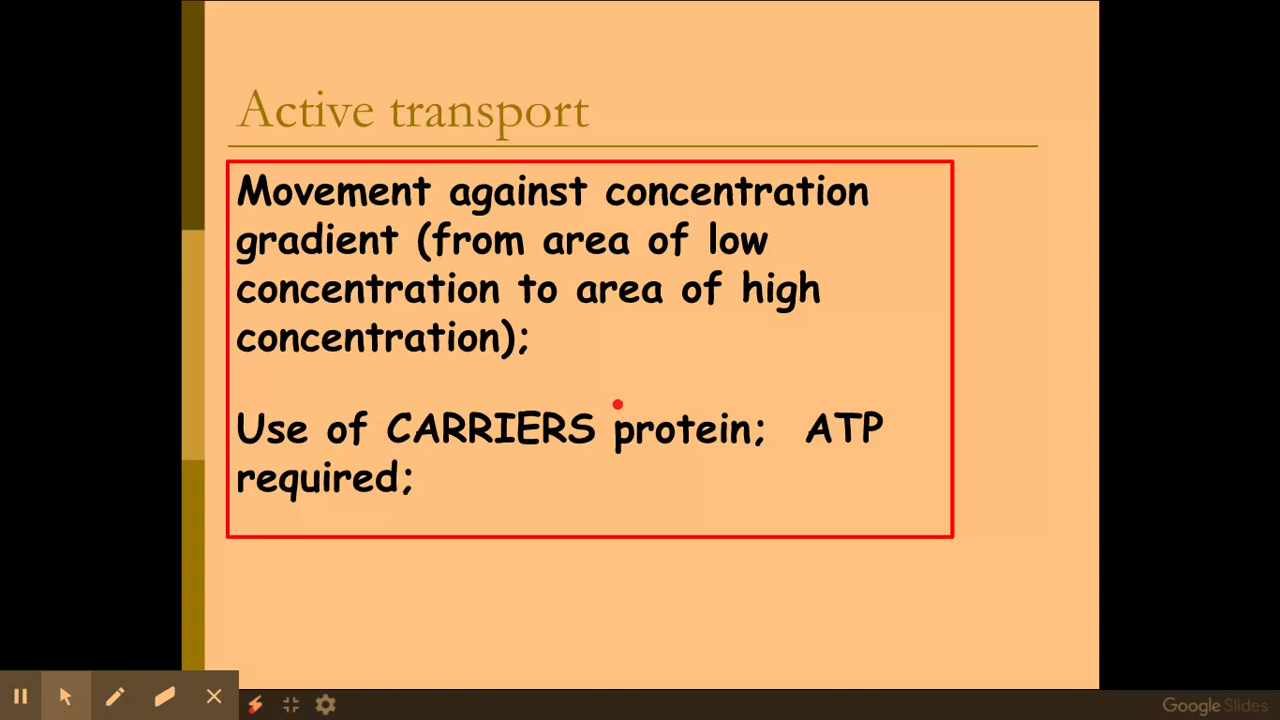 Active transport
Movement against concentration
gradient (from area of low
concentration to area of high
concentration);
Use of CARRIERS protein; ATP
required;
Google Slides